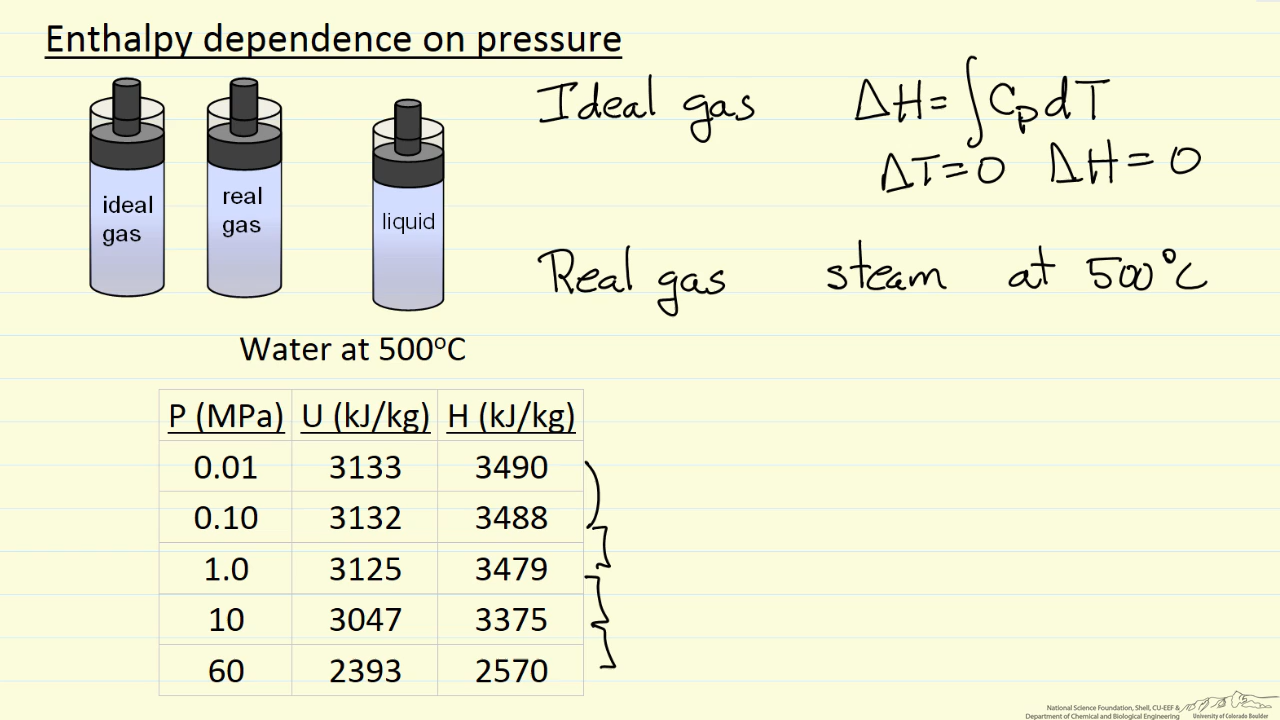 Enthalpy dependence on pressure
ideal gas
real gas
liquid
Ideal gas ΔH = ∫ C_P dT
ΔT = 0 ΔH = 0
Real gas steam at 500°C
Water at 500°C
P (MPa) U (kJ/kg) H (kJ/kg)
0.01 3133 3490
0.10 3132 3488
1.0 3125 3479
10 3047 3375
60 2393 2570
National Science Foundation, Shell, CU-EEF &
Department of Chemical and Biological Engineering
University of Colorado Boulder